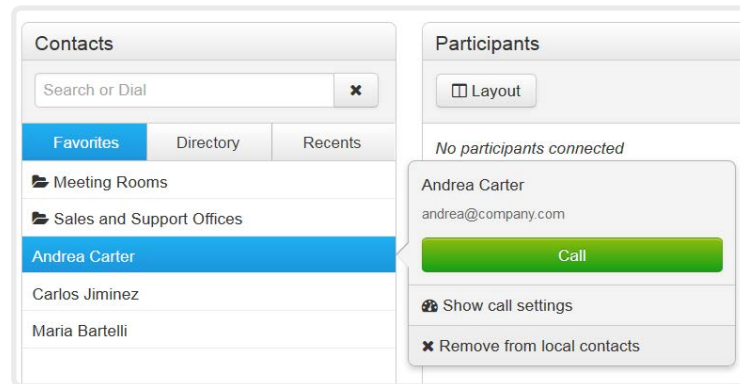 Contacts
Search or Dial
Favorites
Directory
Recents
Meeting Rooms
Sales and Support Offices
Andrea Carter
Carlos Jiminez
Maria Bartelli
Participants
Layout
No participants connected
Andrea Carter
andrea@company.com
Call
Show call settings
Remove from local contacts